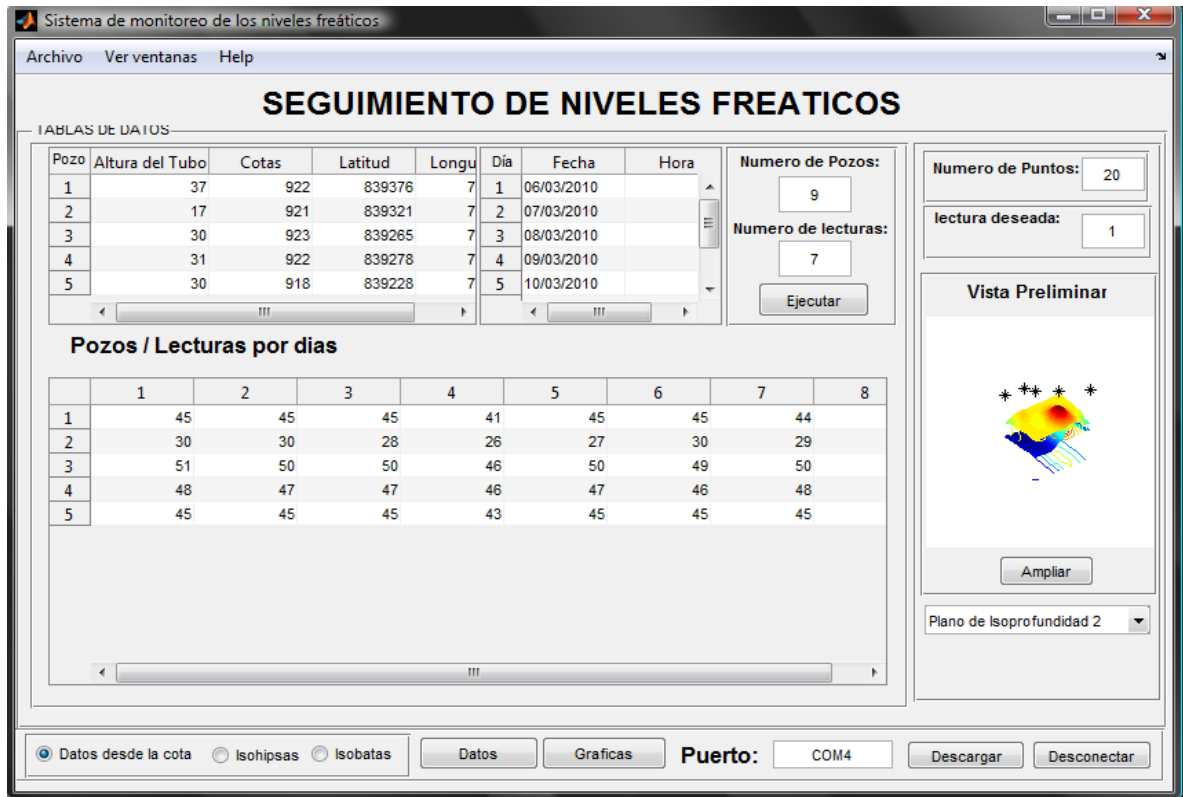 Sistema de monitoreo de los niveles freáticos
Archivo Ver ventanas Help
SEGUIMIENTO DE NIVELES FREATICOS
TABLAS DE DATOS
Pozo Altura del Tubo Cotas Latitud Longu
1 37 922 839376 7
2 17 921 839321 7
3 30 923 839265 7
4 31 922 839278 7
5 30 918 839228 7
Día Fecha Hora
1 06/03/2010
2 07/03/2010
3 08/03/2010
4 09/03/2010
5 10/03/2010
Numero de Pozos:
9
Numero de lecturas:
7
Ejecutar
Numero de Puntos: 20
lectura deseada: 1
Vista Preliminar
Ampliar
Plano de Isoprofundidad 2
Pozos / Lecturas por dias
1 2 3 4 5 6 7 8
1 45 45 45 41 45 45 44
2 30 30 28 26 27 30 29
3 51 50 50 46 50 49 50
4 48 47 47 46 47 46 48
5 45 45 45 43 45 45 45
Datos desde la cota Isohipsas Isobatas Datos Graficas Puerto: COM4 Descargar Desconectar